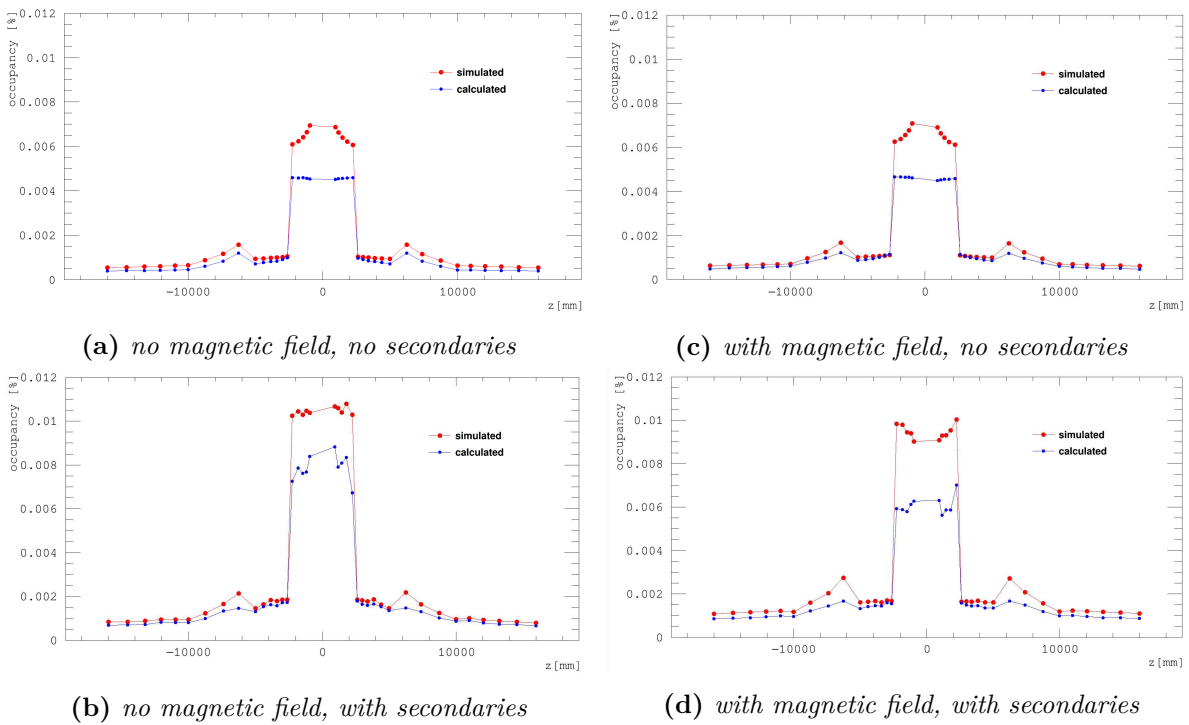 occupancy [%]
0.012
0.01
0.008
0.006
0.004
0.002
0
−10000
0
10000
z[mm]
simulated
calculated
(a) no magnetic field, no secondaries
occupancy [%]
0.012
0.01
0.008
0.006
0.004
0.002
0
−10000
0
10000
z[mm]
simulated
calculated
(c) with magnetic field, no secondaries
occupancy [%]
0.012
0.01
0.008
0.006
0.004
0.002
0
−10000
0
10000
z[mm]
simulated
calculated
(b) no magnetic field, with secondaries
occupancy [%]
0.012
0.01
0.008
0.006
0.004
0.002
0
−10000
0
10000
z[mm]
simulated
calculated
(d) with magnetic field, with secondaries